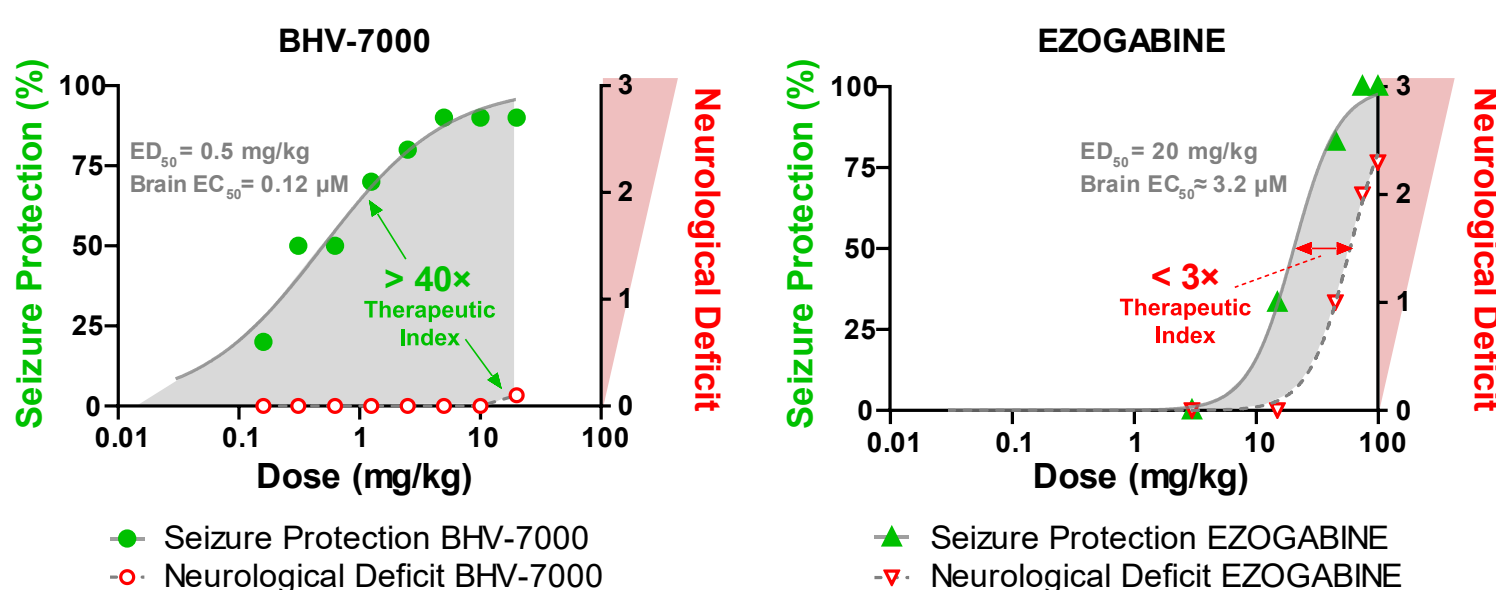 BHV-7000
Seizure Protection (%)
100
75
50
25
0
ED50 = 0.5 mg/kg
Brain EC50= 0.12 µM
> 40×
Therapeutic
Index
3
2
1
0
Neurological Deficit
0.01
0.1
1
10
100
Dose (mg/kg)
Seizure Protection BHV-7000
Neurological Deficit BHV-7000
EZOGABINE
Seizure Protection (%)
100
75
50
25
0
ED50 = 20 mg/kg
Brain EC50≈ 3.2 µM
< 3×
Therapeutic
Index
3
2
1
0
Neurological Deficit
0.01
0.1
1
10
100
Dose (mg/kg)
Seizure Protection EZOGABINE
Neurological Deficit EZOGABINE